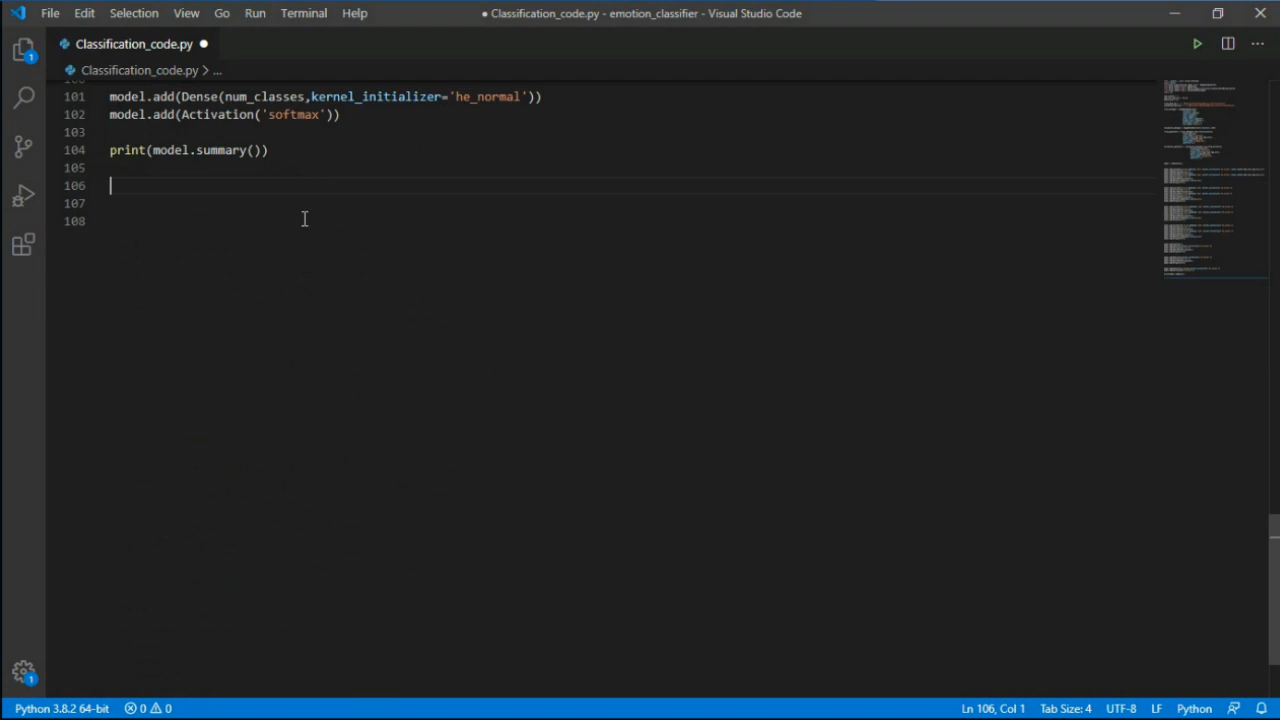 File Edit Selection View Go Run Terminal Help
● Classification_code.py - emotion_classifier - Visual Studio Code
Classification_code.py
Classification_code.py > ...
101 model.add(Dense(num_classes,kernel_initializer='he_normal'))
102 model.add(Activation('softmax'))
103
104 print(model.summary())
105
106
107
108
1
1
Python 3.8.2 64-bit 0 0 Ln 106, Col 1 Tab Size: 4 UTF-8 LF Python